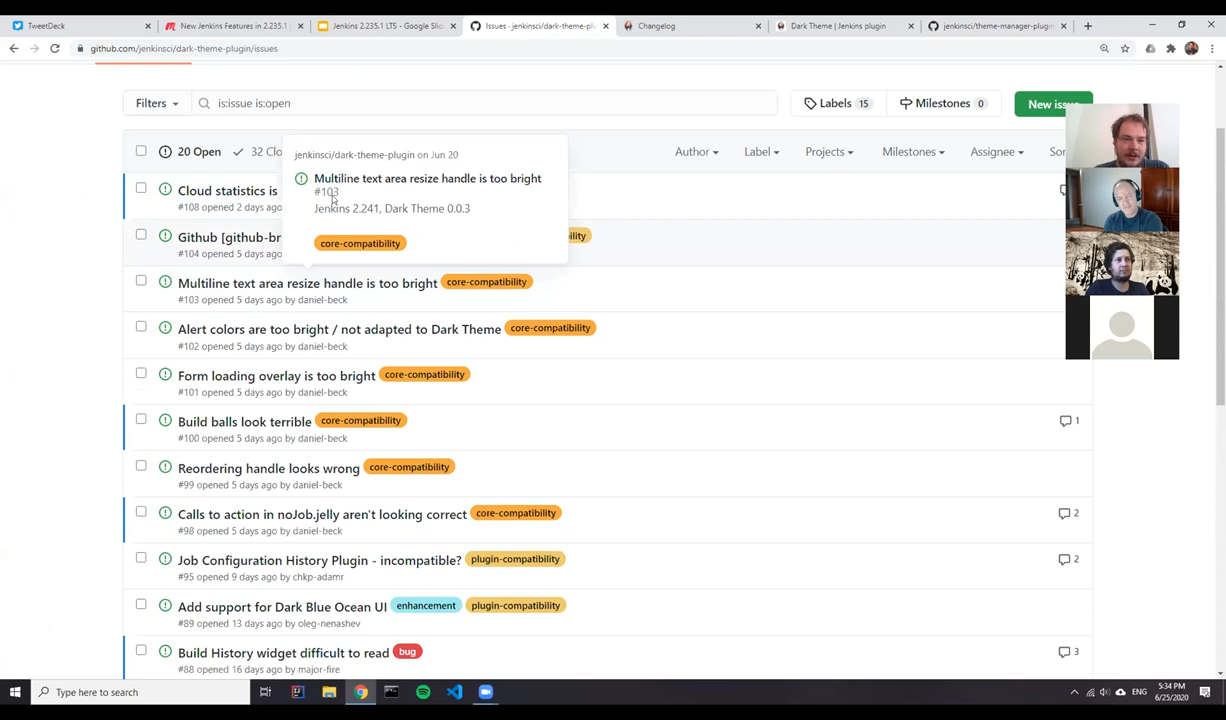 TweetDeck
New Jenkins Features in 2.235.1
Jenkins 2.235.1 LTS - Google Slide
Issues · jenkinsci/dark-theme-pl
Changelog
Dark Theme | Jenkins plugin
jenkinsci/theme-manager-plugin
github.com/jenkinsci/dark-theme-plugin/issues
Filters
is:issue is:open
Labels 15
Milestones 0
New issu
20 Open
32 Clo
Author
Label
Projects
Milestones
Assignee
Sor
jenkinsci/dark-theme-plugin on Jun 20
Multiline text area resize handle is too bright
#103
Jenkins 2.241, Dark Theme 0.0.3
core-compatibility
Cloud statistics is
#108 opened 2 days ago
Github [github-br
ility
#104 opened 5 days ago
Multiline text area resize handle is too bright core-compatibility
#103 opened 5 days ago by daniel-beck
Alert colors are too bright / not adapted to Dark Theme core-compatibility
#102 opened 5 days ago by daniel-beck
Form loading overlay is too bright core-compatibility
#101 opened 5 days ago by daniel-beck
Build balls look terrible core-compatibility 1
#100 opened 5 days ago by daniel-beck
Reordering handle looks wrong core-compatibility
#99 opened 5 days ago by daniel-beck
Calls to action in noJob.jelly aren't looking correct core-compatibility 2
#98 opened 5 days ago by daniel-beck
Job Configuration History Plugin - incompatible? plugin-compatibility 2
#95 opened 9 days ago by chkp-adamr
Add support for Dark Blue Ocean UI enhancement plugin-compatibility
#89 opened 13 days ago by oleg-nenashev
Build History widget difficult to read bug 3
#88 opened 16 days ago by major-fire
Type here to search
ENG
5:34 PM
6/25/2020